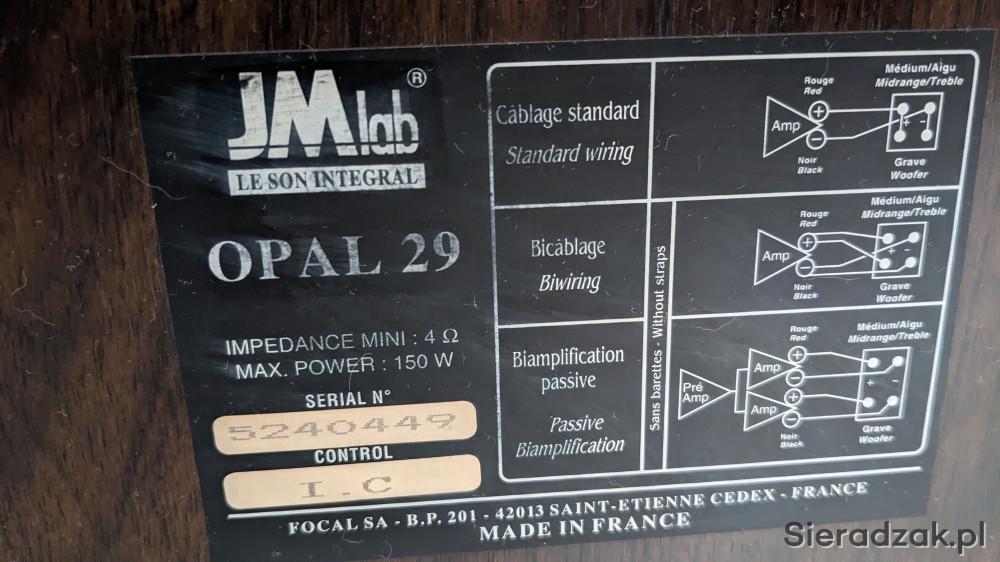 JMlab®
LE SON INTEGRAL
OPAL 29
IMPEDANCE MINI : 4 Ω
MAX. POWER : 150 W
SERIAL N°
5240449
CONTROL
I.C
Câblage standard
Standard wiring
Rouge
Red
Amp
+
−
Noir
Black
Médium/Aigu
Midrange/Treble
+ -
Grave
Woofer
Bicâblage
Biwiring
Sans barettes - Without straps
Rouge
Red
Amp
+
−
Noir
Black
Médium/Aigu
Midrange/Treble
+ -
Grave
Woofer
Biamplification
passive
Passive
Biamplification
Pré
Amp
Rouge
Red
Amp
+
−
Amp
+
−
Noir
Black
Médium/Aigu
Midrange/Treble
+ -
Grave
Woofer
FOCAL SA - B.P. 201 - 42013 SAINT-ETIENNE CEDEX - FRANCE
MADE IN FRANCE
Sieradzak.pl